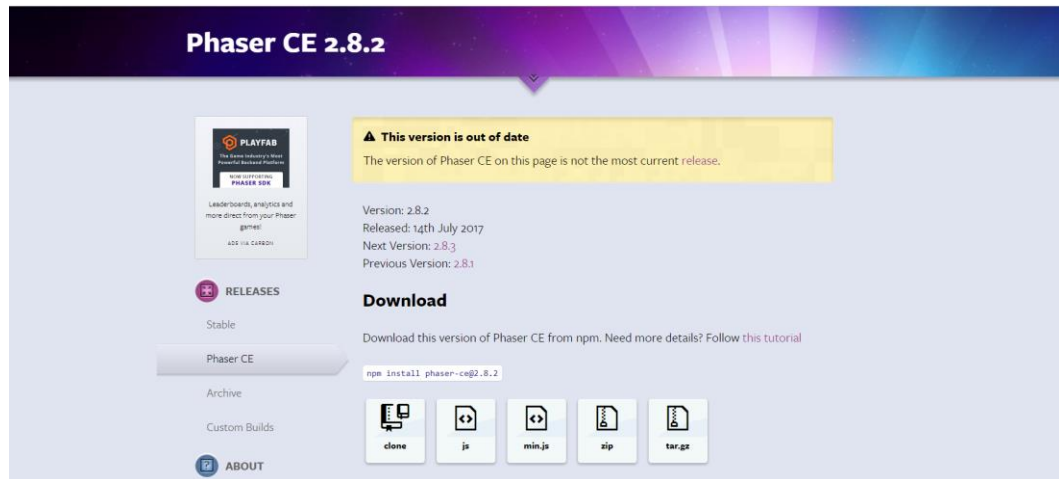 Phaser CE 2.8.2
PLAYFAB
The Game Industry's Most
Powerful Backend Platform
NOW SUPPORTING
PHASER SDK
Leaderboards, analytics and
more direct from your Phaser
games!
ADS VIA CARBON
RELEASES
Stable
Phaser CE
Archive
Custom Builds
ABOUT
This version is out of date
The version of Phaser CE on this page is not the most current release.
Version: 2.8.2
Released: 14th July 2017
Next Version: 2.8.3
Previous Version: 2.8.1
Download
Download this version of Phaser CE from npm. Need more details? Follow this tutorial
npm install phaser-ce@2.8.2
clone
js
min.js
zip
tar.gz